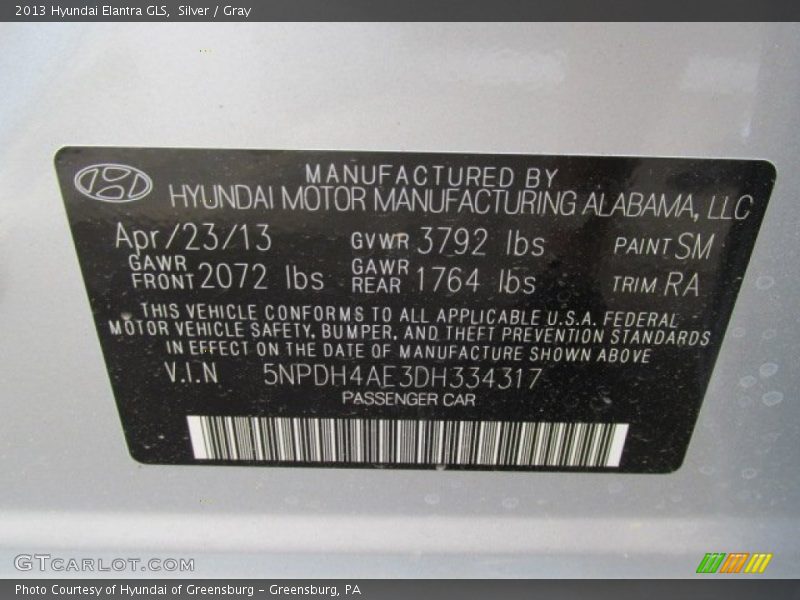 2013 Hyundai Elantra GLS, Silver / Gray
MANUFACTURED BY
HYUNDAI MOTOR MANUFACTURING ALABAMA, LLC
Apr/23/13 GVWR 3792 lbs PAINT SM
GAWR FRONT 2072 lbs GAWR REAR 1764 lbs TRIM RA
THIS VEHICLE CONFORMS TO ALL APPLICABLE U.S.A. FEDERAL
MOTOR VEHICLE SAFETY, BUMPER, AND THEFT PREVENTION STANDARDS
IN EFFECT ON THE DATE OF MANUFACTURE SHOWN ABOVE
V.I.N 5NPDH4AE3DH334317
PASSENGER CAR
GTCARLOT.COM
Photo Courtesy of Hyundai of Greensburg - Greensburg, PA